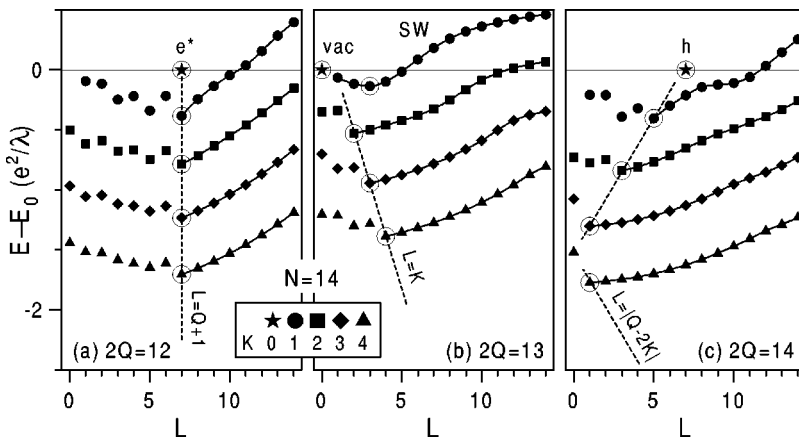 e*
vac
SW
h
0
-2
E−E₀ (e²/λ)
N=14
K 0 1 2 3 4
L=Q+1
L=K
L=|Q-2K|
(a) 2Q=12
(b) 2Q=13
(c) 2Q=14
0 5 10
0 5 10
0 5 10
L
L
L